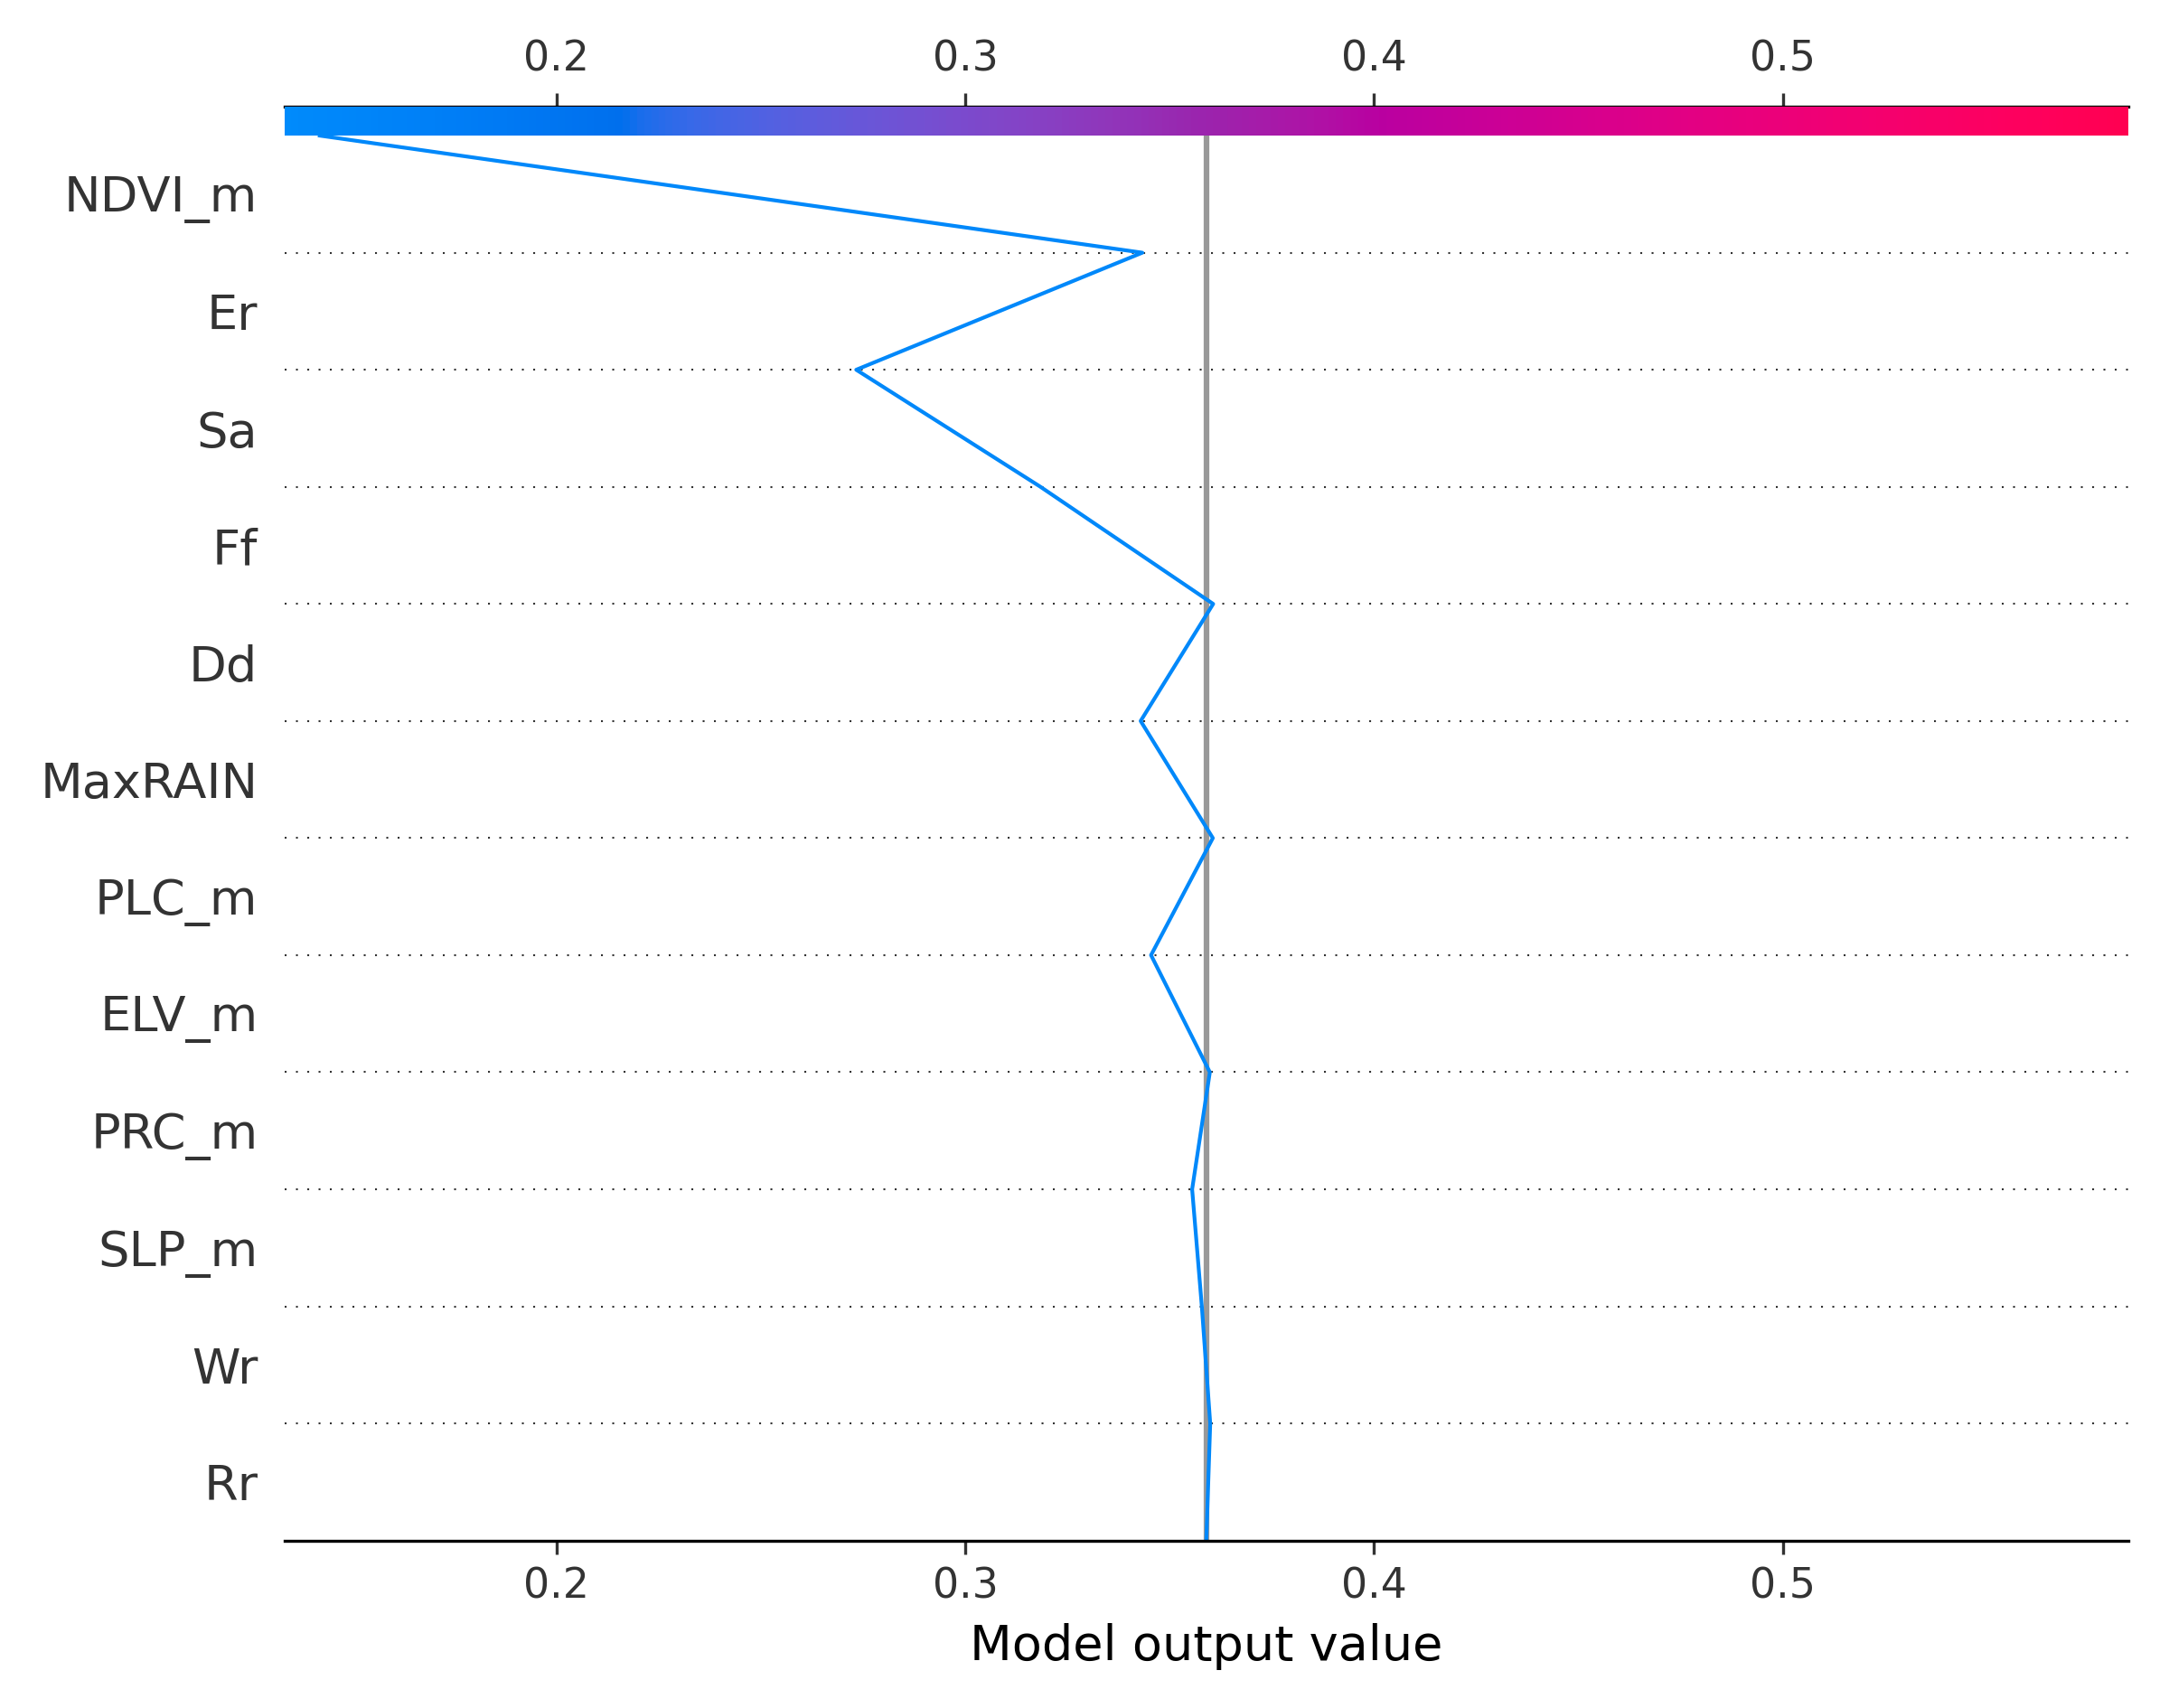 0.2 0.3 0.4 0.5
NDVI_m
Er
Sa
Ff
Dd
MaxRAIN
PLC_m
ELV_m
PRC_m
SLP_m
Wr
Rr
0.2 0.3 0.4 0.5
Model output value